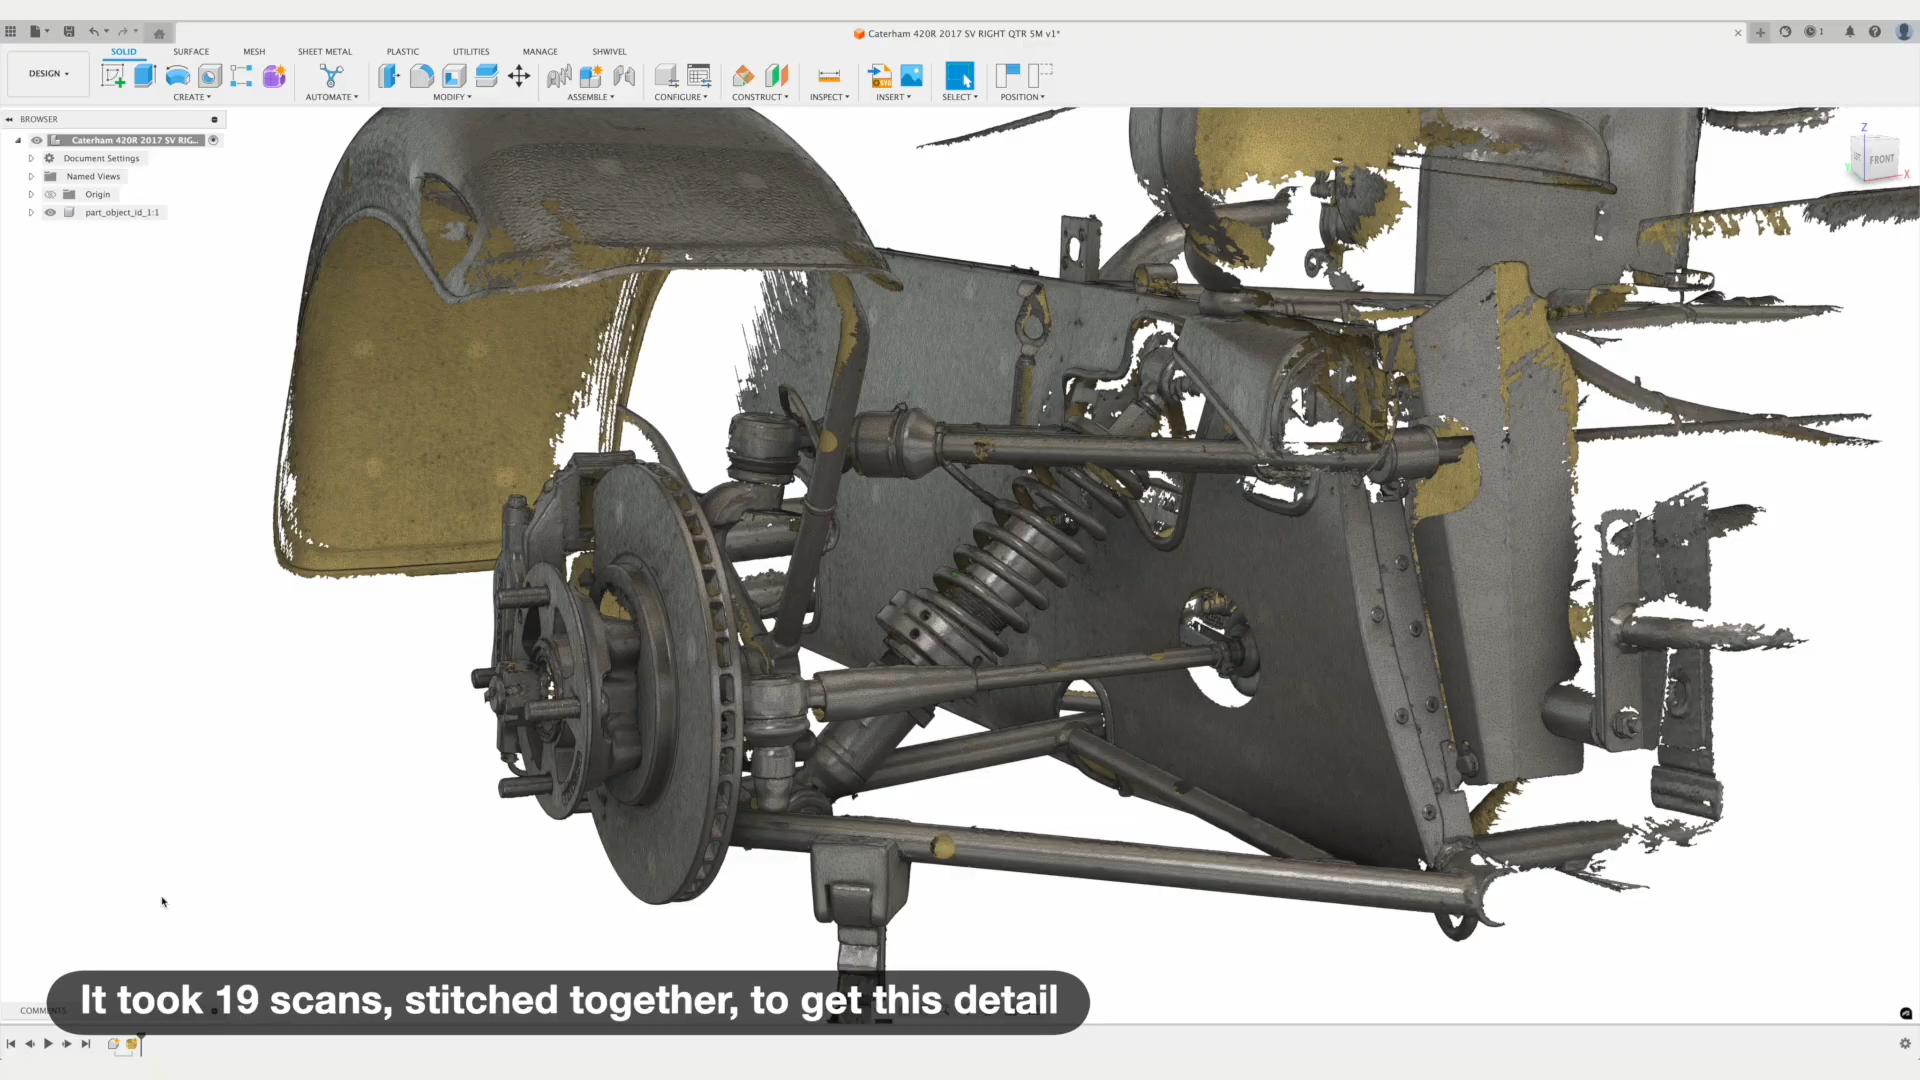 Caterham 420R 2017 SV RIGHT QTR 5M v1*
1
DESIGN
SOLID
SURFACE
MESH
SHEET METAL
PLASTIC
UTILITIES
MANAGE
SHWIVEL
CREATE
AUTOMATE
MODIFY
ASSEMBLE
CONFIGURE
CONSTRUCT
INSPECT
INSERT
SELECT
POSITION
BROWSER
Caterham 420R 2017 SV RIG...
Document Settings
Named Views
Origin
part_object_id_1:1
Z
FRONT
X
It took 19 scans, stitched together, to get this detail